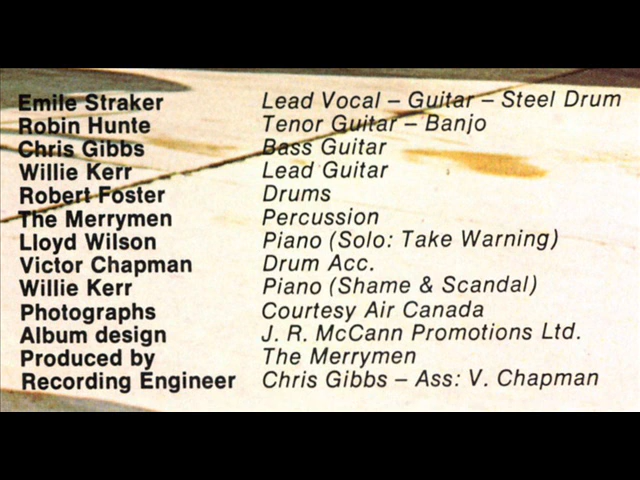 Emile Straker Lead Vocal – Guitar – Steel Drum
Robin Hunte Tenor Guitar – Banjo
Chris Gibbs Bass Guitar
Willie Kerr Lead Guitar
Robert Foster Drums
The Merrymen Percussion
Lloyd Wilson Piano (Solo: Take Warning)
Victor Chapman Drum Acc.
Willie Kerr Piano (Shame & Scandal)
Photographs Courtesy Air Canada
Album design J. R. McCann Promotions Ltd.
Produced by The Merrymen
Recording Engineer Chris Gibbs – Ass: V. Chapman